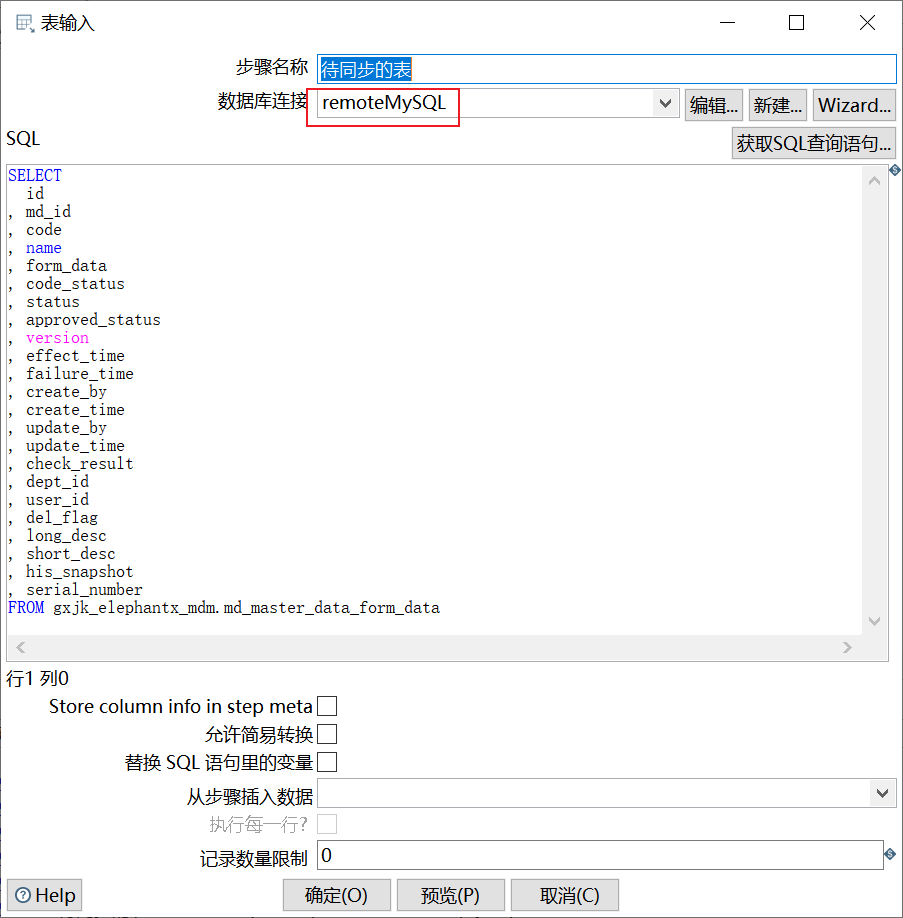 表输入
步骤名称 待同步的表
数据库连接 remoteMySQL 编辑... 新建... Wizard...
SQL 获取SQL查询语句...
SELECT
  id
, md_id
, code
, name
, form_data
, code_status
, status
, approved_status
, version
, effect_time
, failure_time
, create_by
, create_time
, update_by
, update_time
, check_result
, dept_id
, user_id
, del_flag
, long_desc
, short_desc
, his_snapshot
, serial_number
FROM gxjk_elephantx_mdm.md_master_data_form_data
行1 列0
Store column info in step meta
允许简易转换
替换 SQL 语句里的变量
从步骤插入数据
执行每一行?
记录数量限制 0
Help 确定(O) 预览(P) 取消(C)